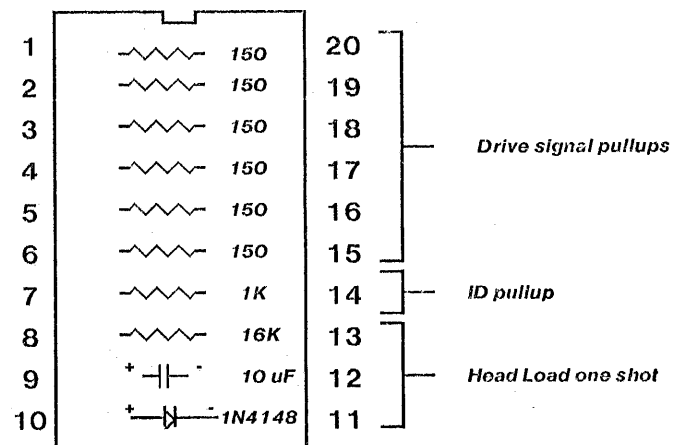 1 150 20
2 150 19
3 150 18
Drive signal pullups
4 150 17
5 150 16
6 150 15
7 1K 14 ID pullup
8 16K 13
9 + - 10 uF 12 Head Load one shot
10 + - 1N4148 11